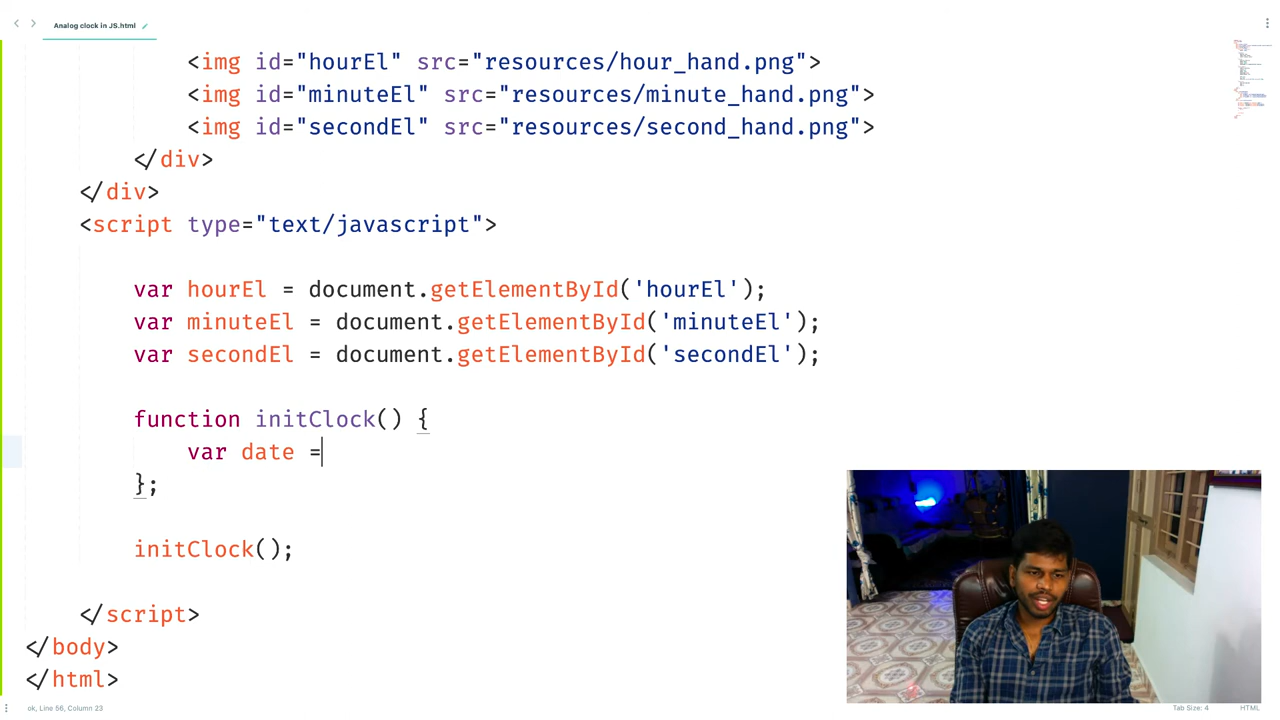 Analog clock in JS.html
<img id="hourEl" src="resources/hour_hand.png">
<img id="minuteEl" src="resources/minute_hand.png">
<img id="secondEl" src="resources/second_hand.png">
</div>
</div>
<script type="text/javascript">
var hourEl = document.getElementById('hourEl');
var minuteEl = document.getElementById('minuteEl');
var secondEl = document.getElementById('secondEl');
function initClock() {
var date =
};
initClock();
</script>
</body>
</html>
ok, Line 56, Column 23
Tab Size: 4
HTML